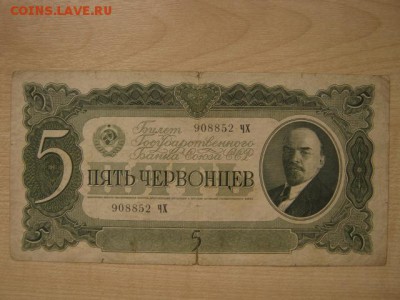 COINS.LAVE.RU
Билет 908852 ЧХ
Государственного
Банка Союза ССР
5 ПЯТЬ ЧЕРВОНЦЕВ
908852 ЧХ
5
5